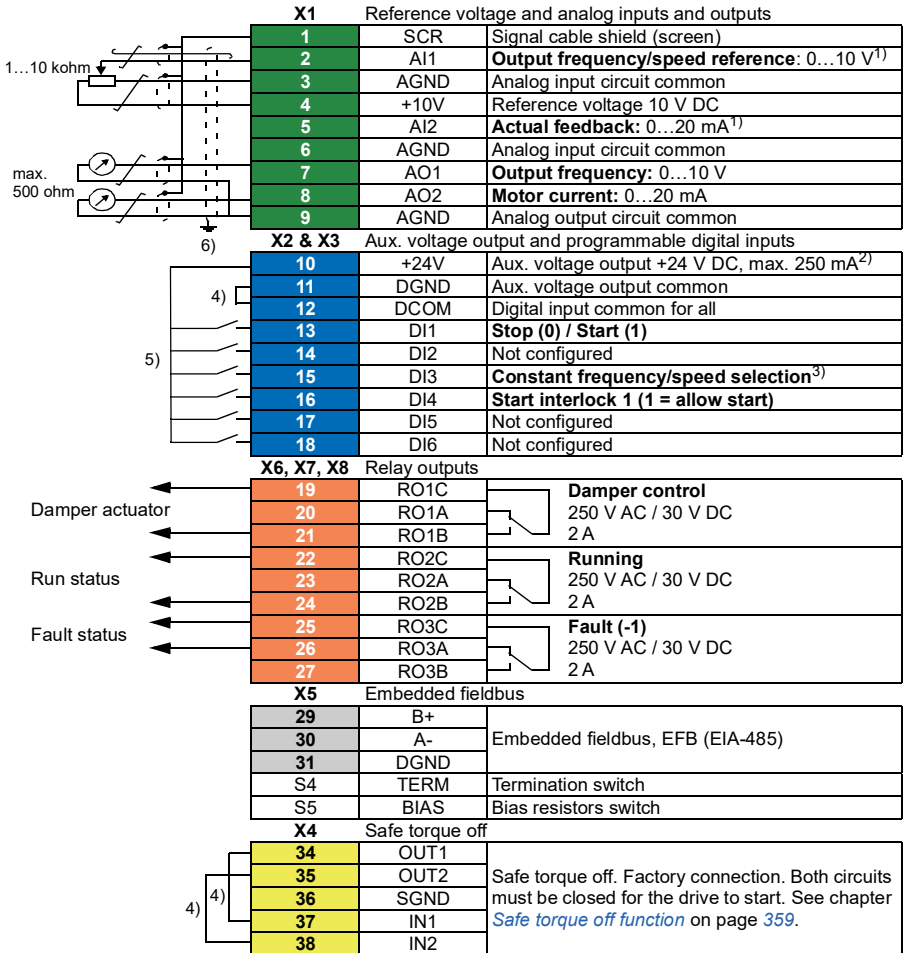 X1 Reference voltage and analog inputs and outputs
1 SCR Signal cable shield (screen)
2 AI1 Output frequency/speed reference: 0…10 V1)
1…10 kohm
3 AGND Analog input circuit common
4 +10V Reference voltage 10 V DC
5 AI2 Actual feedback: 0…20 mA1)
6 AGND Analog input circuit common
7 AO1 Output frequency: 0…10 V
max.
500 ohm
8 AO2 Motor current: 0…20 mA
9 AGND Analog output circuit common
6)
X2 & X3 Aux. voltage output and programmable digital inputs
10 +24V Aux. voltage output +24 V DC, max. 250 mA2)
11 DGND Aux. voltage output common
4)
12 DCOM Digital input common for all
13 DI1 Stop (0) / Start (1)
14 DI2 Not configured
5)
15 DI3 Constant frequency/speed selection3)
16 DI4 Start interlock 1 (1 = allow start)
17 DI5 Not configured
18 DI6 Not configured
X6, X7, X8 Relay outputs
19 RO1C Damper control
Damper actuator 20 RO1A 250 V AC / 30 V DC
21 RO1B 2 A
22 RO2C Running
Run status 23 RO2A 250 V AC / 30 V DC
24 RO2B 2 A
25 RO3C Fault (-1)
Fault status
26 RO3A 250 V AC / 30 V DC
27 RO3B 2 A
X5 Embedded fieldbus
29 B+
30 A- Embedded fieldbus, EFB (EIA-485)
31 DGND
S4 TERM Termination switch
S5 BIAS Bias resistors switch
X4 Safe torque off
34 OUT1
35 OUT2 Safe torque off. Factory connection. Both circuits
4) 4) 36 SGND must be closed for the drive to start. See chapter
37 IN1 Safe torque off function on page 359.
38 IN2